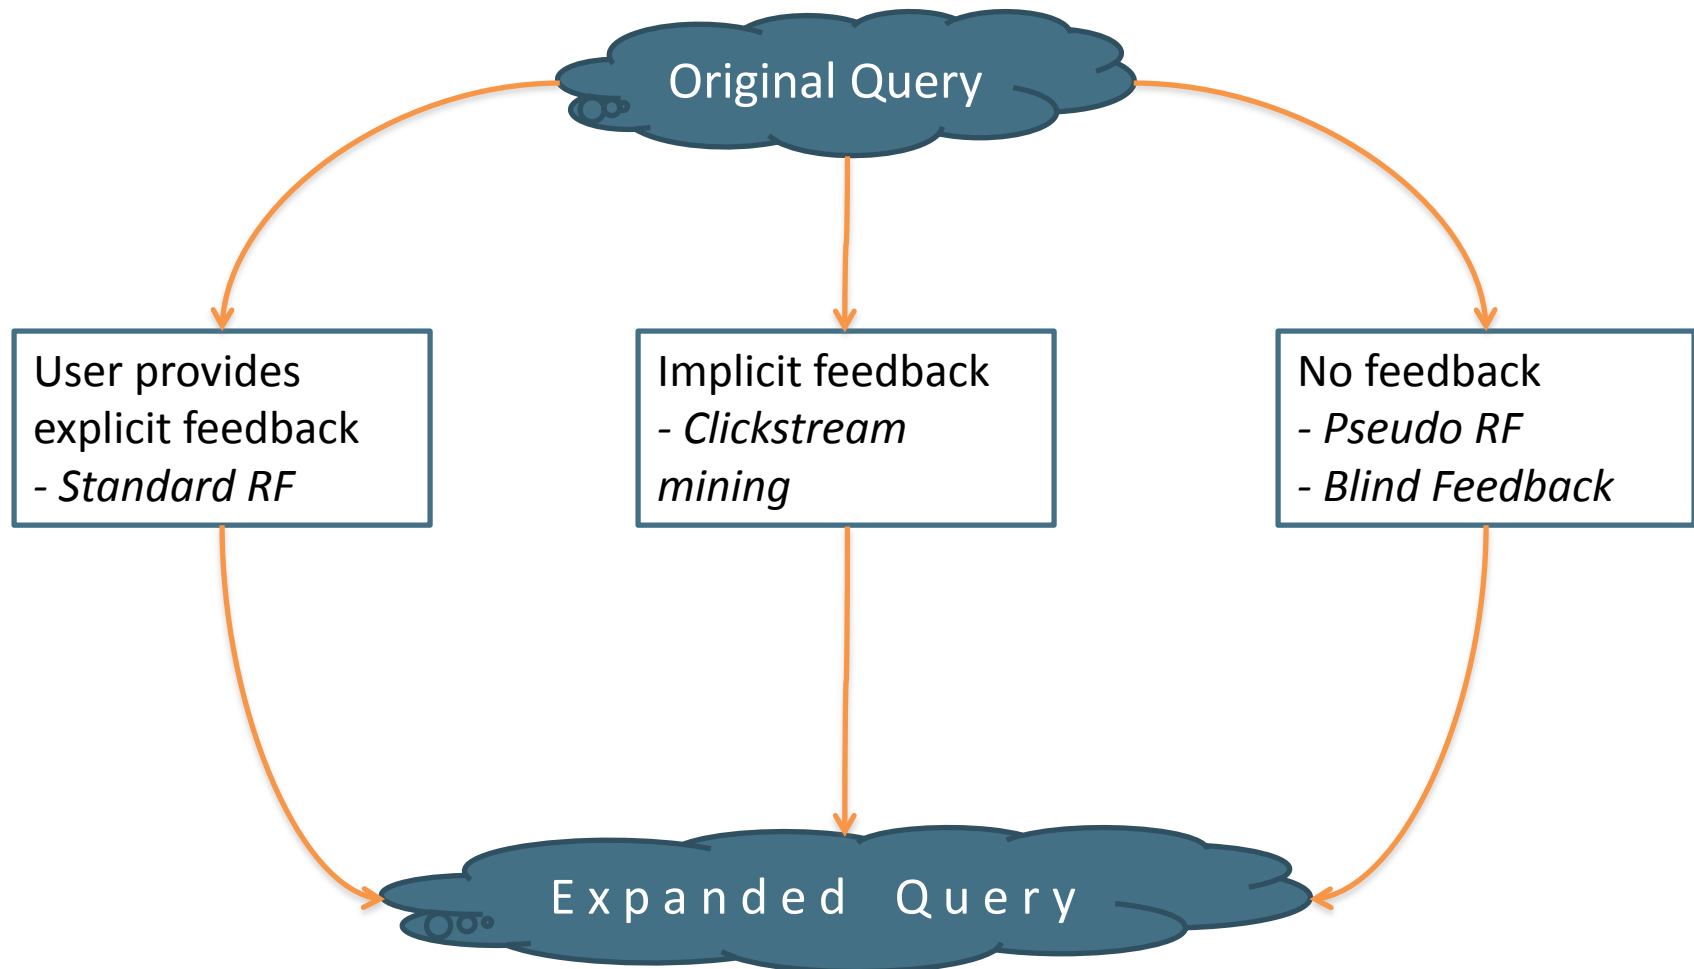 Original Query
User provides
explicit feedback
- Standard RF
Implicit feedback
- Clickstream
mining
No feedback
- Pseudo RF
- Blind Feedback
Expanded Query